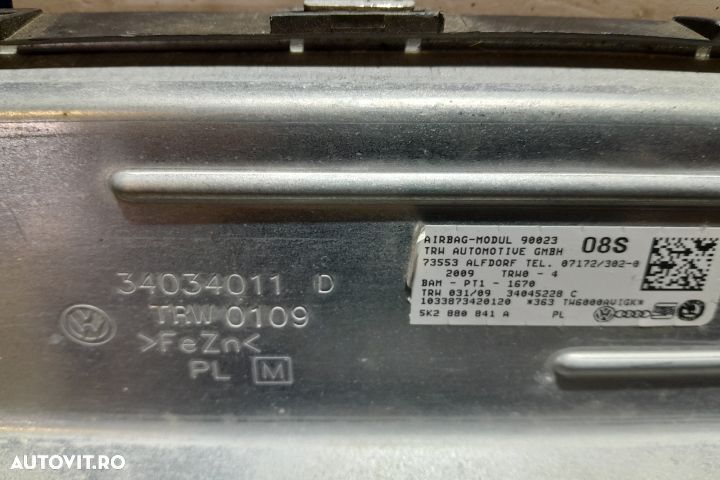 34034011 D
TRW 0109
>FeZn<
PL M
AIRBAG-MODUL 90023 08S
TRW AUTOMOTIVE GMBH
73553 ALFDORF TEL. 07172/302-0
2009 TRW0 - 4
BAM - PT1 - 1670
TRW 031/09 34045228 C
1033873420120 *363 TW6000AVIGK*
5K2 880 841 A PL
AUTOVIT.RO